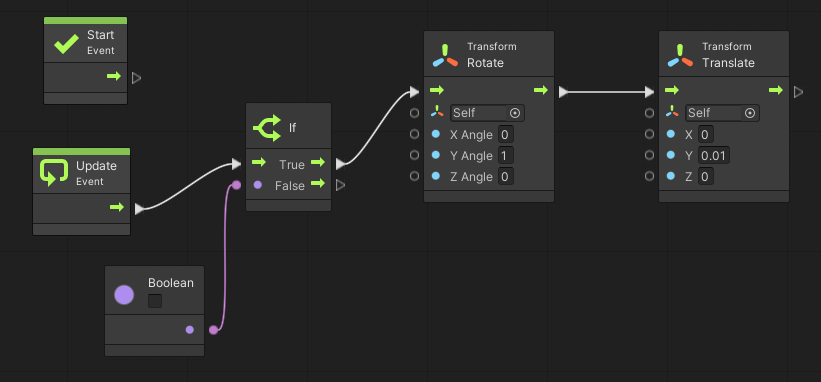 Start
Event
Update
Event
Boolean
If
True
False
Transform
Rotate
Self
X Angle 0
Y Angle 1
Z Angle 0
Transform
Translate
Self
X 0
Y 0.01
Z 0